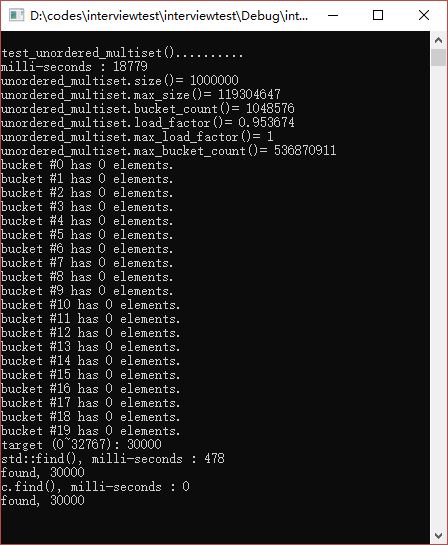 D:\codes\interviewtest\interviewtest\Debug\int...
test_unordered_multiset()..........
milli-seconds : 18779
unordered_multiset.size()= 1000000
unordered_multiset.max_size()= 119304647
unordered_multiset.bucket_count()= 1048576
unordered_multiset.load_factor()= 0.953674
unordered_multiset.max_load_factor()= 1
unordered_multiset.max_bucket_count()= 536870911
bucket #0 has 0 elements.
bucket #1 has 0 elements.
bucket #2 has 0 elements.
bucket #3 has 0 elements.
bucket #4 has 0 elements.
bucket #5 has 0 elements.
bucket #6 has 0 elements.
bucket #7 has 0 elements.
bucket #8 has 0 elements.
bucket #9 has 0 elements.
bucket #10 has 0 elements.
bucket #11 has 0 elements.
bucket #12 has 0 elements.
bucket #13 has 0 elements.
bucket #14 has 0 elements.
bucket #15 has 0 elements.
bucket #16 has 0 elements.
bucket #17 has 0 elements.
bucket #18 has 0 elements.
bucket #19 has 0 elements.
target (0~32767): 30000
std::find(), milli-seconds : 478
found, 30000
c.find(), milli-seconds : 0
found, 30000